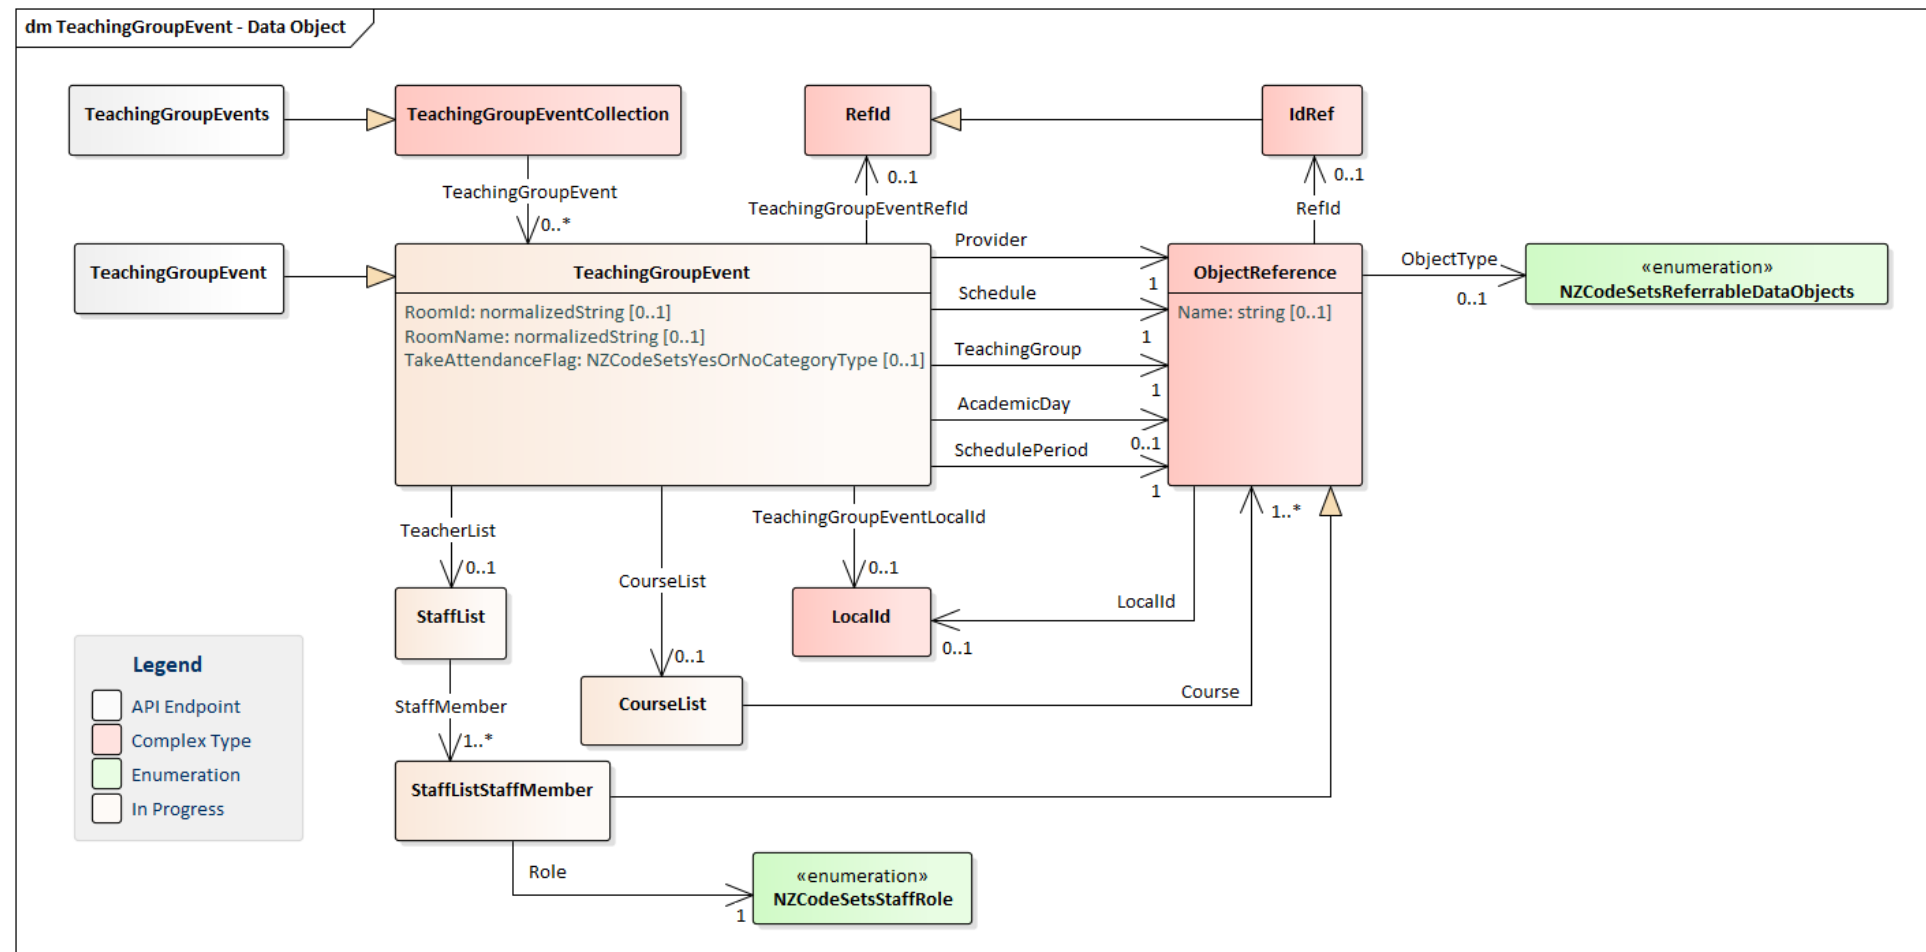 dm TeachingGroupEvent - Data Object
TeachingGroupEvents
TeachingGroupEventCollection
RefId
IdRef
TeachingGroupEvent
0..*
0..1
TeachingGroupEventRefId
0..1
RefId
TeachingGroupEvent
TeachingGroupEvent
RoomId: normalizedString [0..1]
RoomName: normalizedString [0..1]
TakeAttendanceFlag: NZCodeSetsYesOrNoCategoryType [0..1]
Provider
1
Schedule
1
TeachingGroup
1
AcademicDay
0..1
SchedulePeriod
1
ObjectReference
Name: string [0..1]
ObjectType
0..1
«enumeration»
NZCodeSetsReferrableDataObjects
TeacherList
0..1
CourseList
0..1
TeachingGroupEventLocalId
0..1
1..*
StaffList
LocalId
LocalId
0..1
StaffMember
1..*
CourseList
Course
StaffListStaffMember
Role
1
«enumeration»
NZCodeSetsStaffRole
Legend
API Endpoint
Complex Type
Enumeration
In Progress